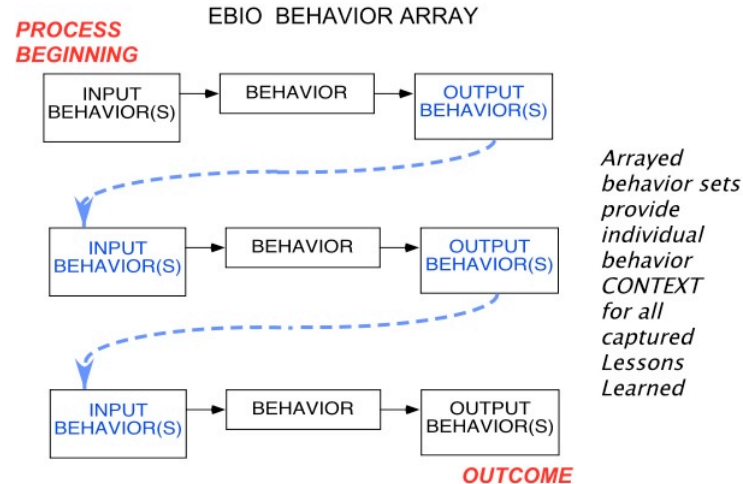 EBIO BEHAVIOR ARRAY
PROCESS
BEGINNING
INPUT
BEHAVIOR(S)
BEHAVIOR
OUTPUT
BEHAVIOR(S)
INPUT
BEHAVIOR(S)
BEHAVIOR
OUTPUT
BEHAVIOR(S)
INPUT
BEHAVIOR(S)
BEHAVIOR
OUTPUT
BEHAVIOR(S)
OUTCOME
Arrayed
behavior sets
provide
individual
behavior
CONTEXT
for all
captured
Lessons
Learned